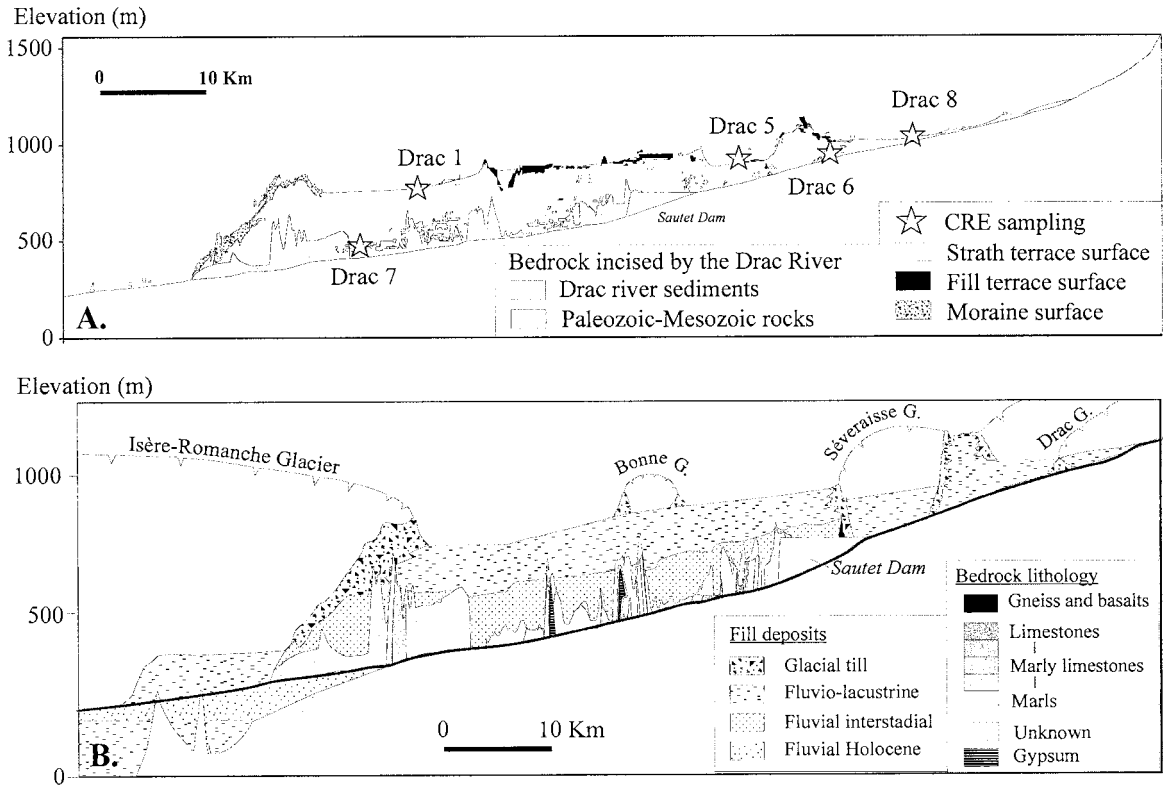 Elevation (m)
1500
0 10 Km
Drac 8
Drac 5
1000
Drac 1
Drac 6
Sautet Dam
CRE sampling
500
Strath terrace surface
Drac 7
Bedrock incised by the Drac River
Fill terrace surface
Drac river sediments
Moraine surface
A.
Paleozoic-Mesozoic rocks
0
Elevation (m)
Isère-Romanche Glacier
Bonne G.
Séveraisse G.
Drac G.
1000
Sautet Dam
Bedrock lithology
Gneiss and basalts
500
Fill deposits
Limestones
Glacial till
Marly limestones
Fluvio-lacustrine
Marls
0 10 Km
Fluvial interstadial
Unknown
B.
Fluvial Holocene
Gypsum
0